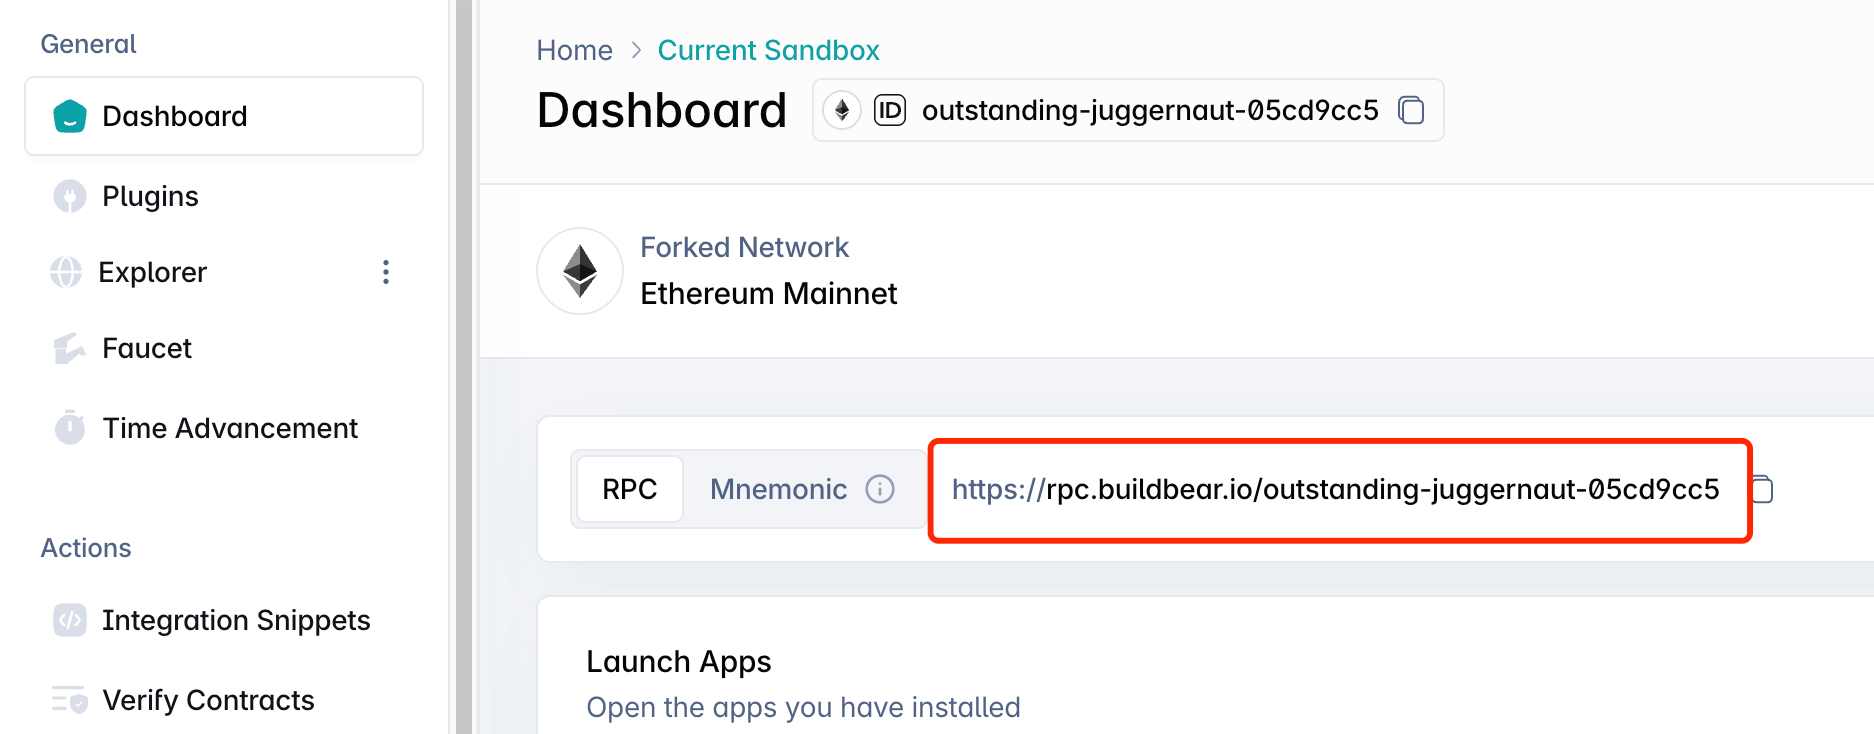 General
Dashboard
Plugins
Explorer
Faucet
Time Advancement
Actions
Integration Snippets
Verify Contracts
Home > Current Sandbox
Dashboard ID outstanding-juggernaut-05cd9cc5
Forked Network
Ethereum Mainnet
RPC Mnemonic https://rpc.buildbear.io/outstanding-juggernaut-05cd9cc5
Launch Apps
Open the apps you have installed